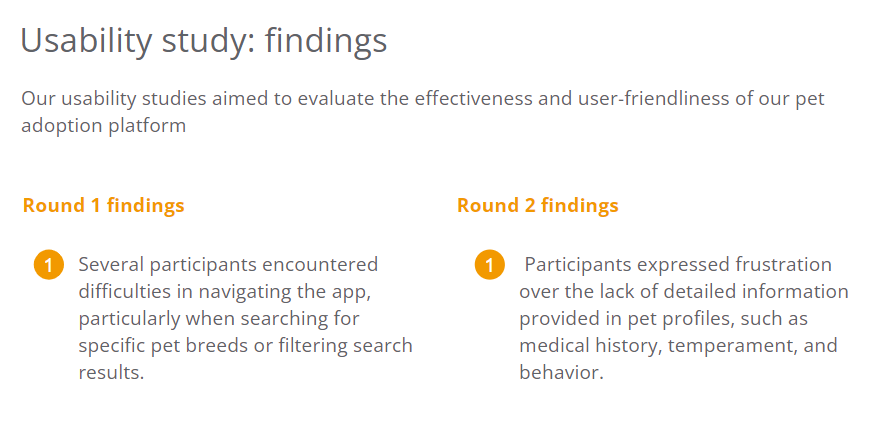 Usability study: findings
Our usability studies aimed to evaluate the effectiveness and user-friendliness of our pet
adoption platform
Round 1 findings
1
Several participants encountered
difficulties in navigating the app,
particularly when searching for
specific pet breeds or filtering search
results.
Round 2 findings
1
Participants expressed frustration
over the lack of detailed information
provided in pet profiles, such as
medical history, temperament, and
behavior.